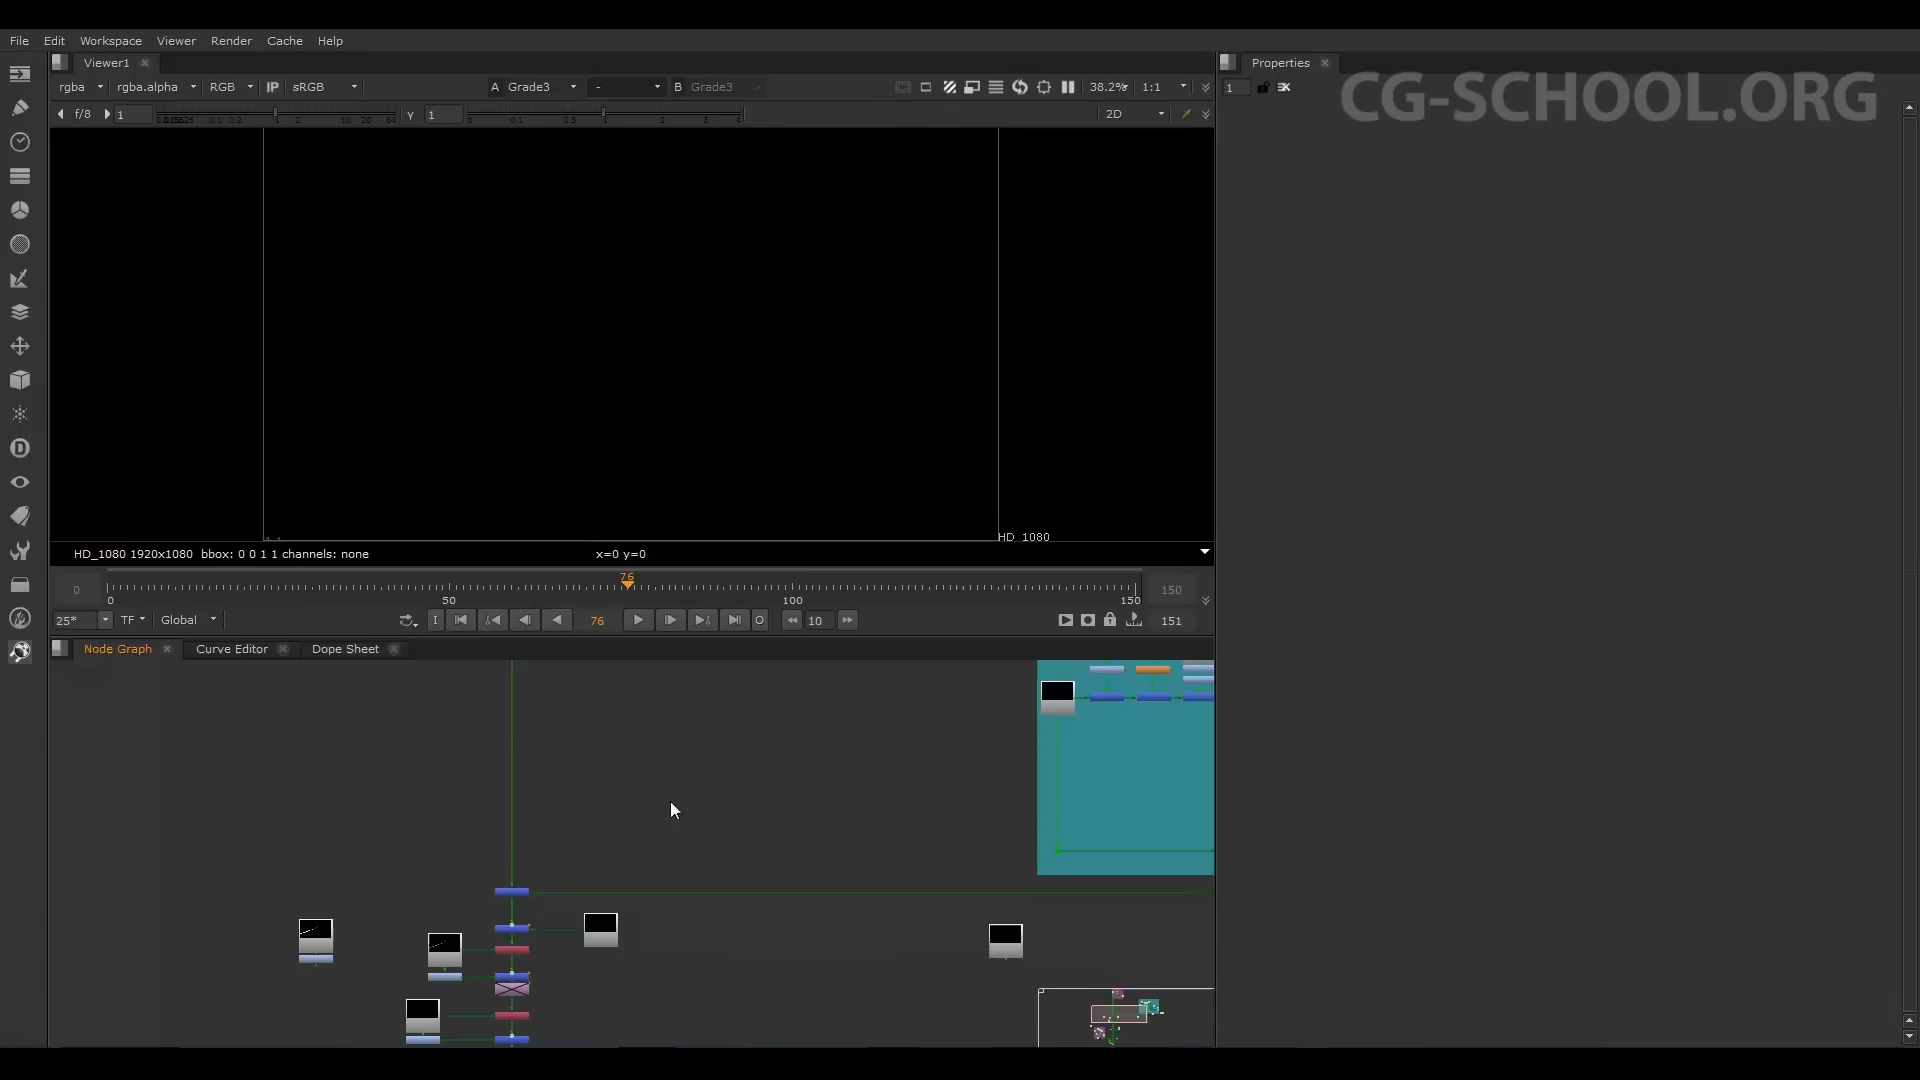 File Edit Workspace Viewer Render Cache Help
Viewer1
Properties
CG-SCHOOL.ORG
rgba rgba.alpha RGB IP sRGB A Grade3 - B Grade3 38.2% 1:1
1
f/8 1 Y 1 2D
HD_1080
HD_1080 1920x1080 bbox: 0 0 1 1 channels: none x=0 y=0
76
0 150
0 50 100 150
25* TF Global I 76 O 10 151
Node Graph Curve Editor Dope Sheet